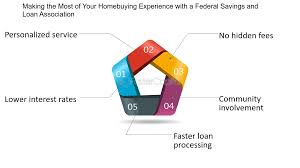 Making the Most of Your Homebuying Experience with a Federal Savings and
Loan Association
Personalized service
No hidden fees
01
02
03
04
05
Lower interest rates
Community
involvement
Faster loan
processing